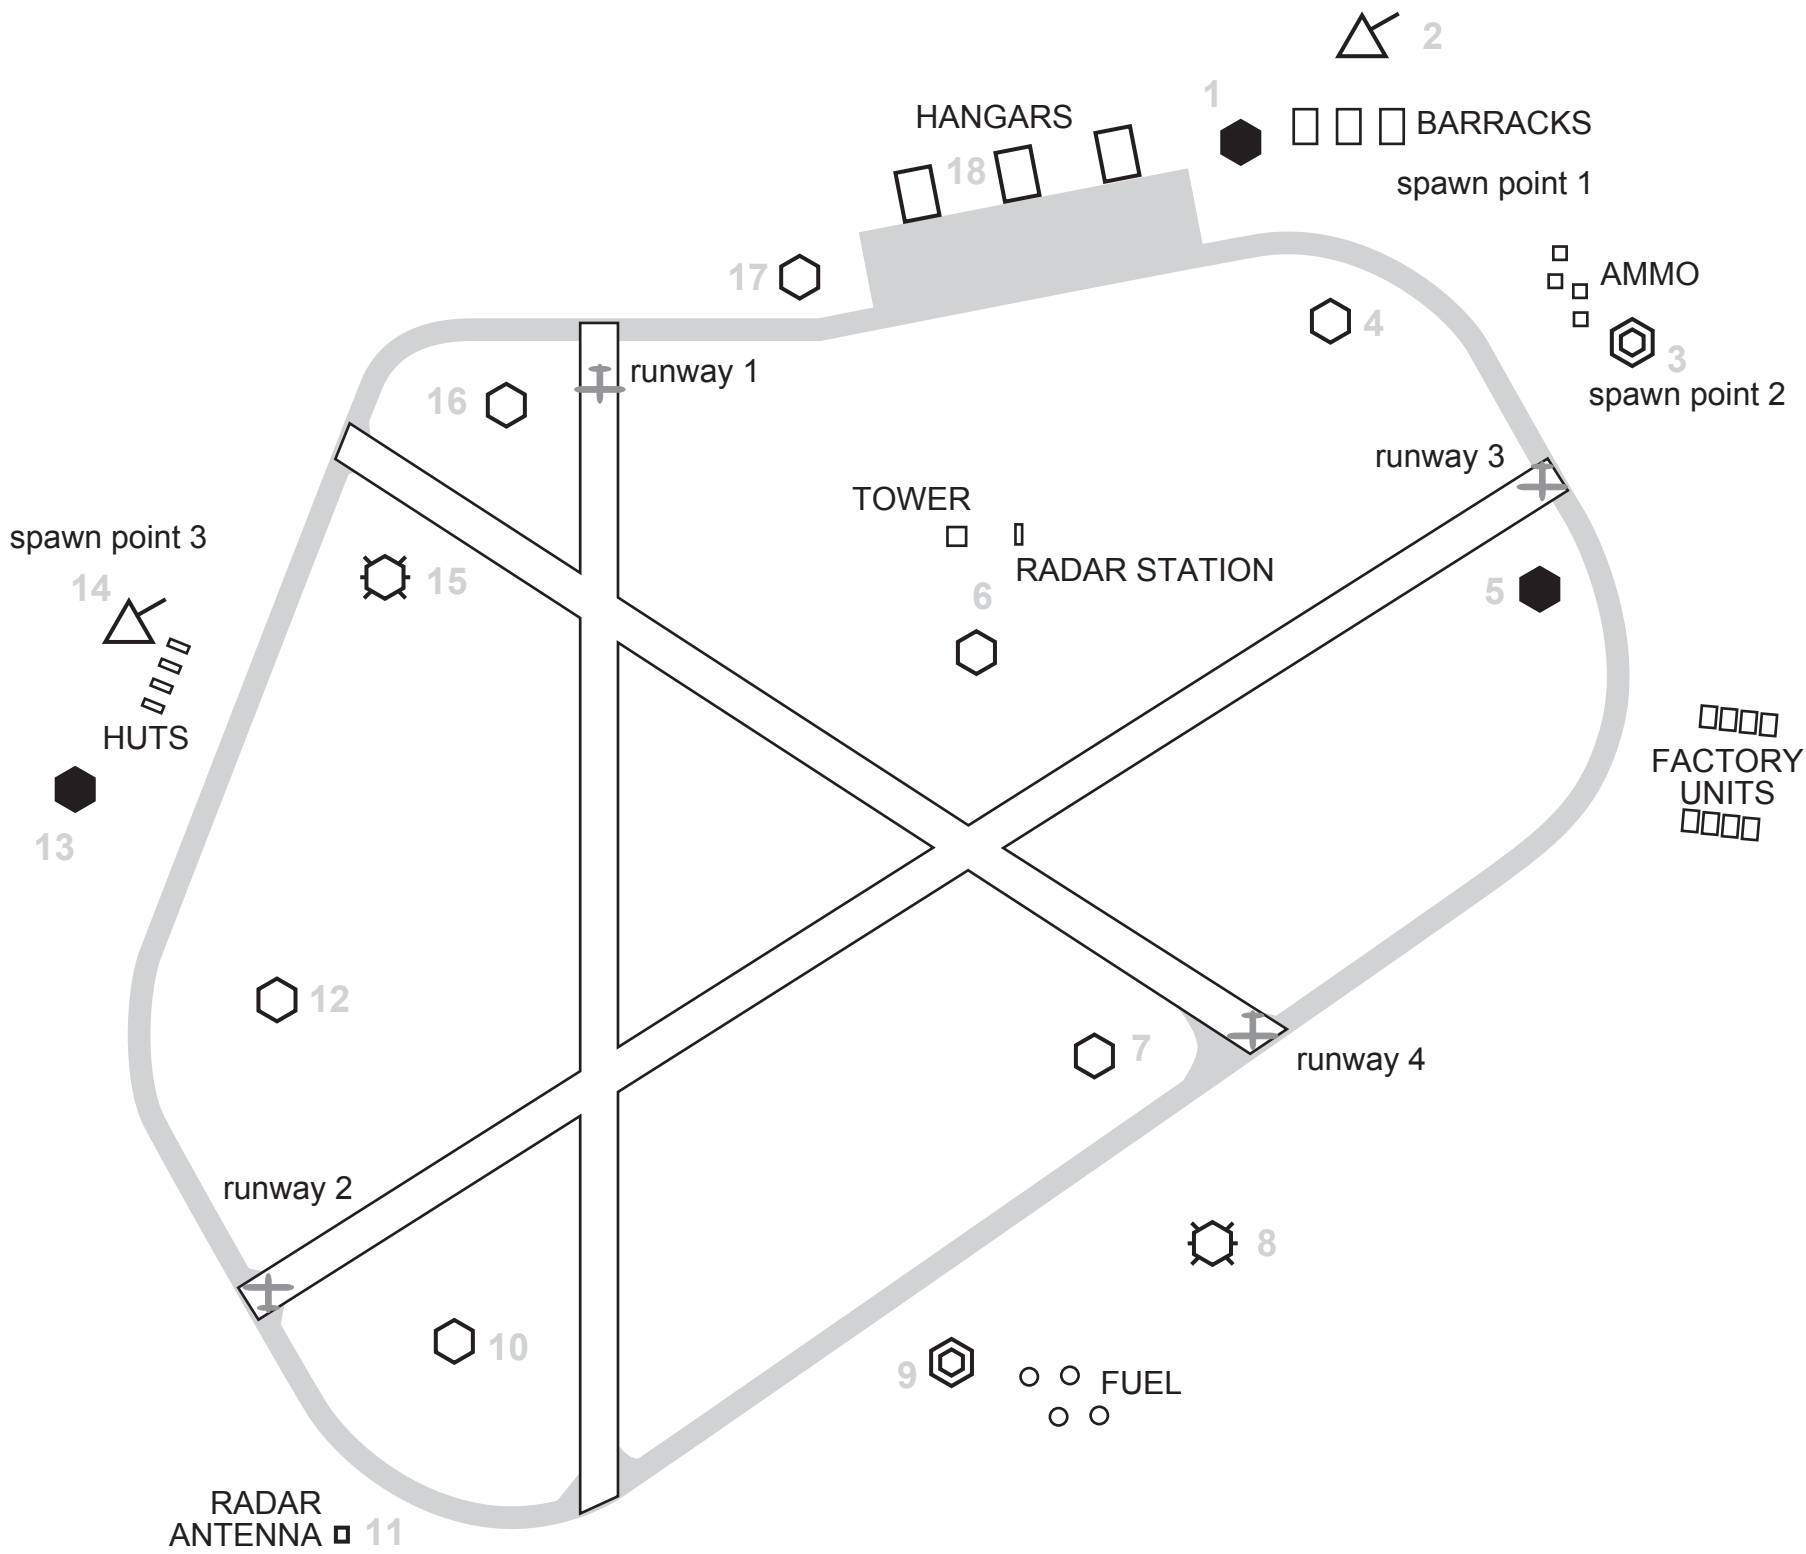 2
1
HANGARS
BARRACKS
18
spawn point 1
17
AMMO
4
3
runway 1
spawn point 2
16
runway 3
TOWER
spawn point 3
RADAR STATION
14
15
6
5
HUTS
FACTORY
UNITS
13
12
7
runway 4
runway 2
8
10
9
FUEL
RADAR
ANTENNA
11